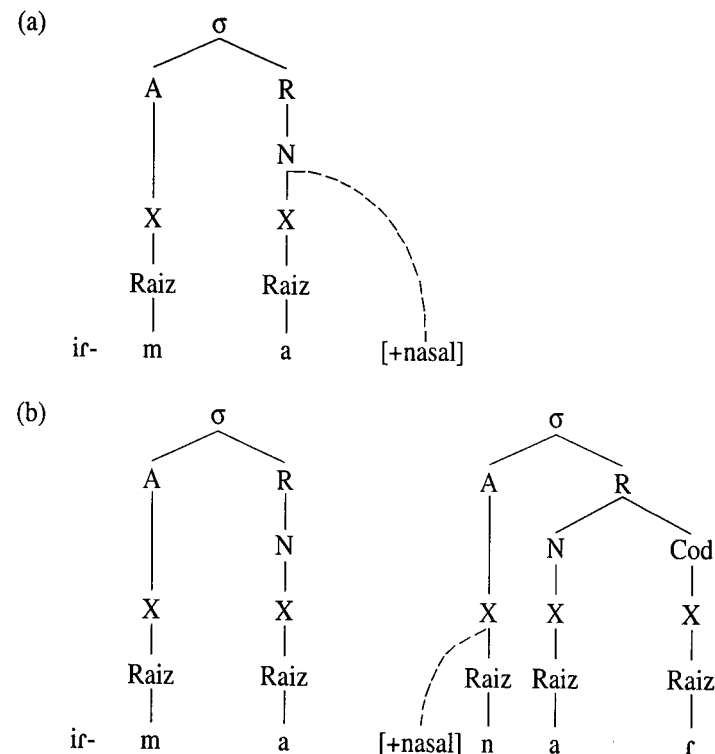 (a)
σ
A R
N
X X
Raiz Raiz
iɾ- m a [+nasal]
(b)
σ σ
A R A R
N N Cod
X X X X X
Raiz Raiz Raiz Raiz Raiz
iɾ- m a [+nasal] n a ɾ